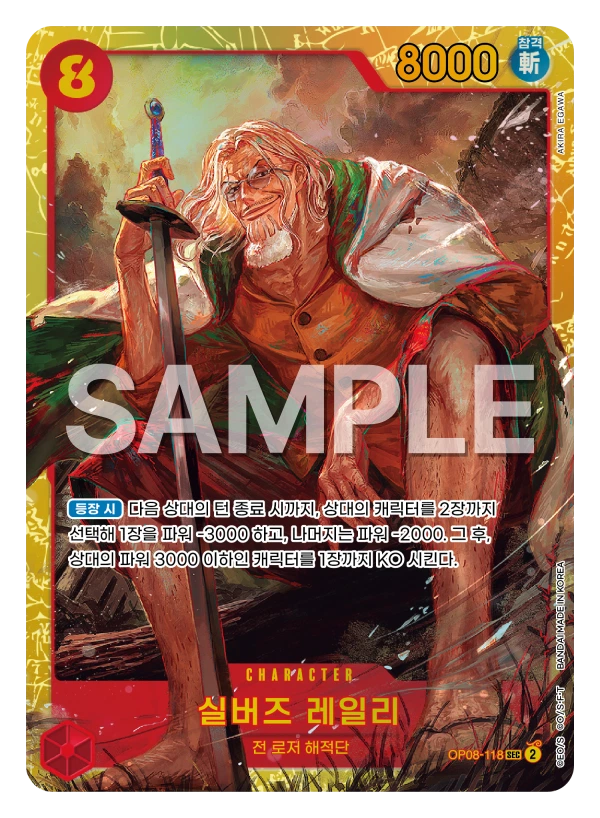 8
8000
참격
斬
AKIRA EGAWA
SAMPLE
등장 시 다음 상대의 턴 종료 시까지, 상대의 캐릭터를 2장까지
선택해 1장을 파워 -3000 하고, 나머지는 파워 -2000. 그 후,
상대의 파워 3000 이하인 캐릭터를 1장까지 KO 시킨다.
CHARACTER
실버즈 레일리
전 로저 해적단
OP08-118 SEC 2
©EO/S ©O/S·F·T BANDAI MADE IN KOREA